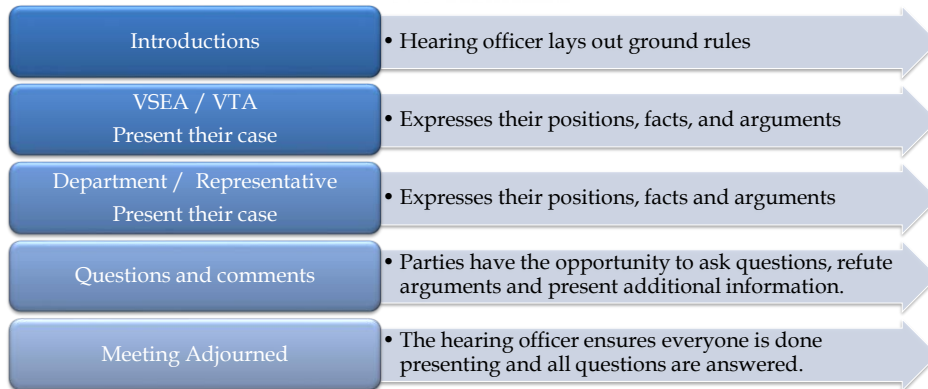 Introductions
• Hearing officer lays out ground rules
VSEA / VTA
Present their case
• Expresses their positions, facts, and arguments
Department / Representative
Present their case
• Expresses their positions, facts and arguments
Questions and comments
• Parties have the opportunity to ask questions, refute
arguments and present additional information.
Meeting Adjourned
• The hearing officer ensures everyone is done
presenting and all questions are answered.